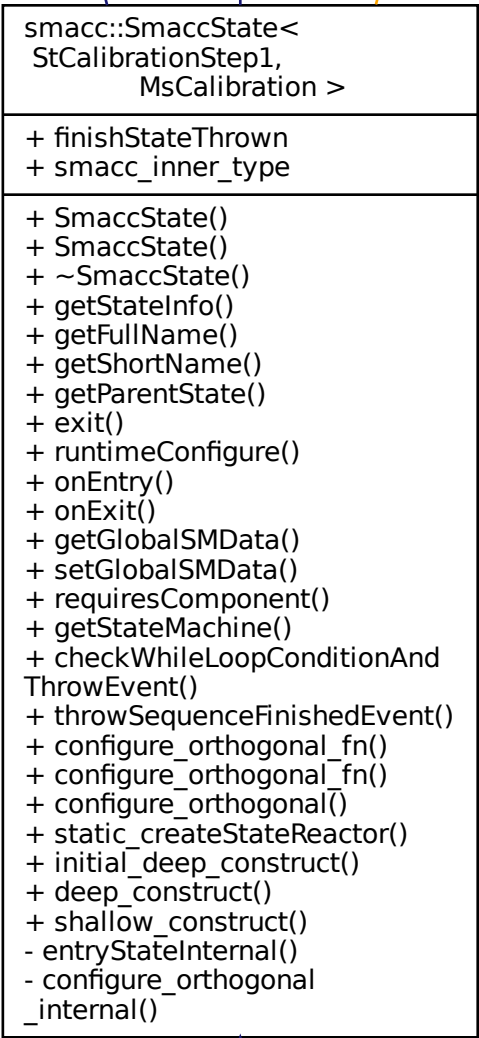 smacc::SmaccState<
StCalibrationStep1,
MsCalibration >
+ finishStateThrown
+ smacc_inner_type
+ SmaccState()
+ SmaccState()
+ ~SmaccState()
+ getStateInfo()
+ getFullName()
+ getShortName()
+ getParentState()
+ exit()
+ runtimeConfigure()
+ onEntry()
+ onExit()
+ getGlobalSMData()
+ setGlobalSMData()
+ requiresComponent()
+ getStateMachine()
+ checkWhileLoopConditionAnd
ThrowEvent()
+ throwSequenceFinishedEvent()
+ configure_orthogonal_fn()
+ configure_orthogonal_fn()
+ configure_orthogonal()
+ static_createStateReactor()
+ initial_deep_construct()
+ deep_construct()
+ shallow_construct()
- entryStateInternal()
- configure_orthogonal
_internal()